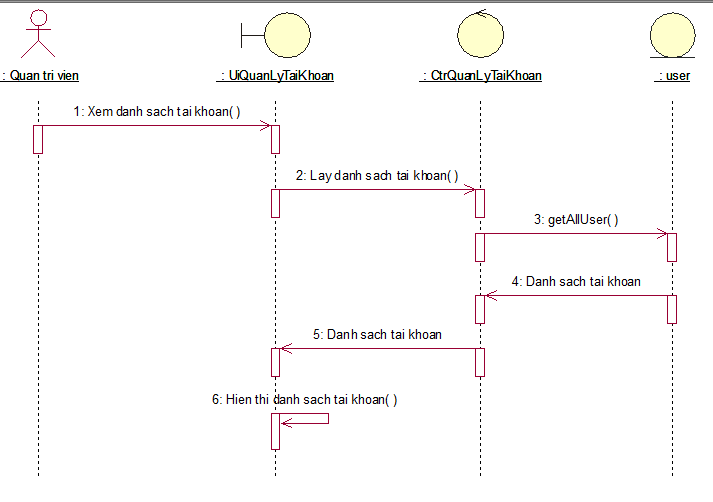 : Quan tri vien
: UiQuanLyTaiKhoan
: CtrQuanLyTaiKhoan
: user
1: Xem danh sach tai khoan( )
2: Lay danh sach tai khoan( )
3: getAllUser( )
4: Danh sach tai khoan
5: Danh sach tai khoan
6: Hien thi danh sach tai khoan( )